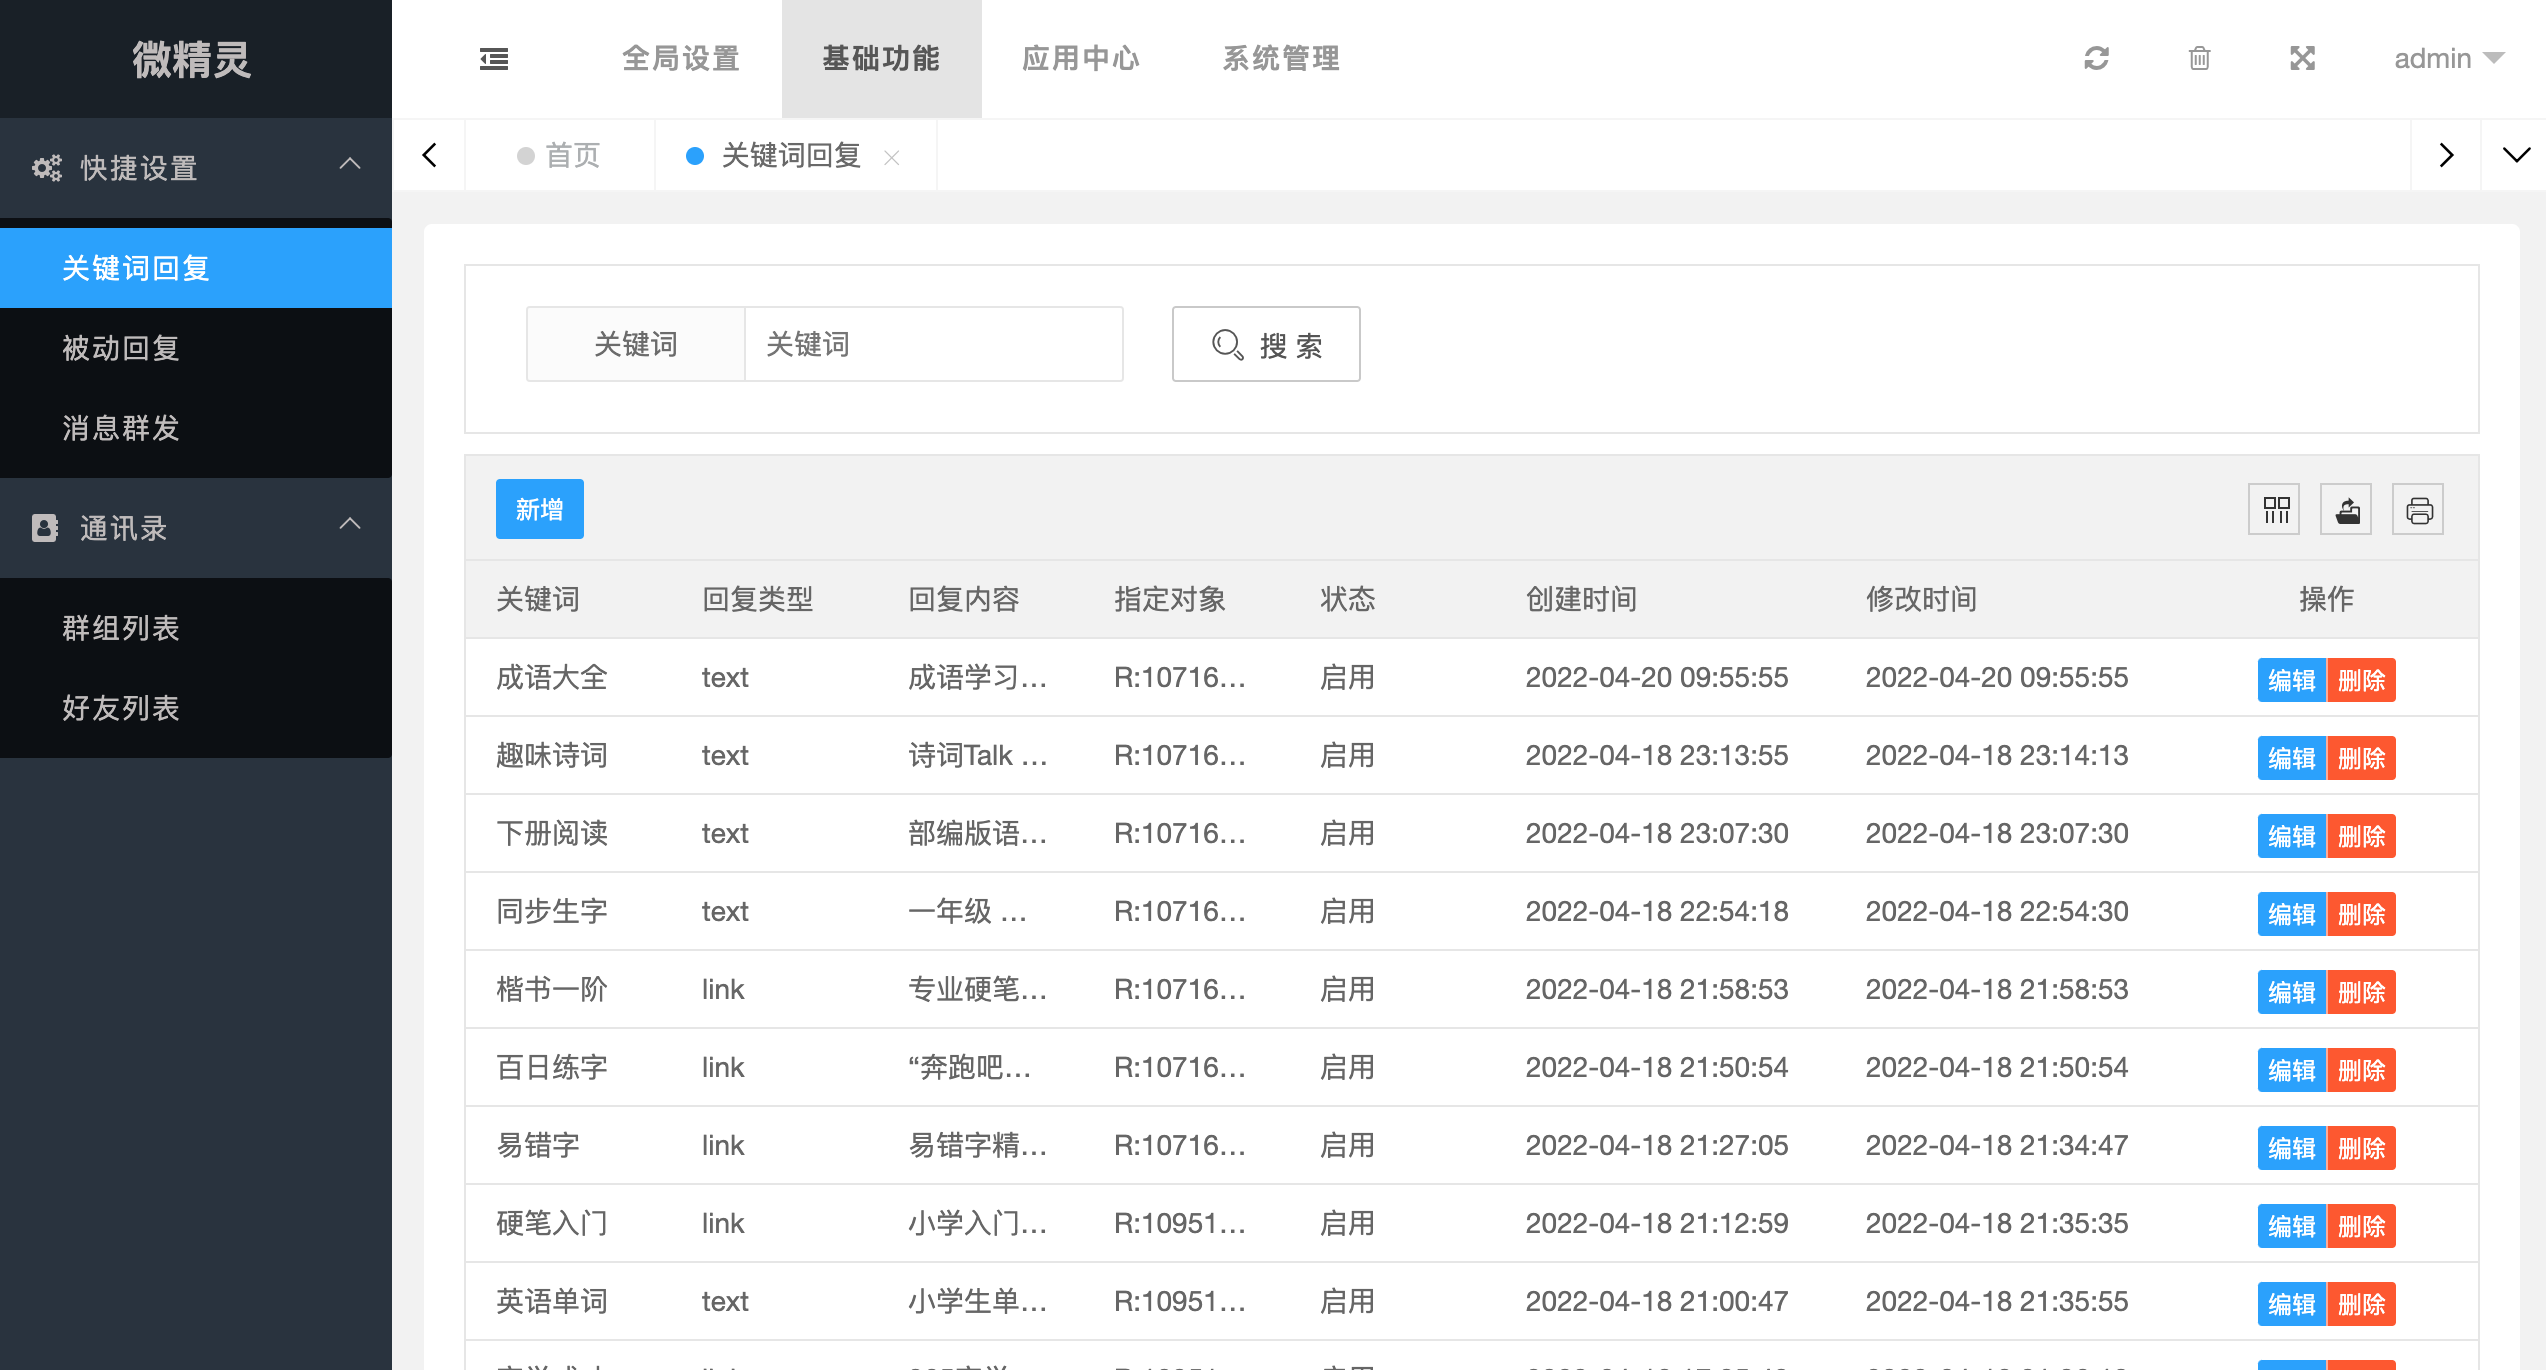 微精灵
全局设置 基础功能 应用中心 系统管理 admin
快捷设置
关键词回复
被动回复
消息群发
通讯录
群组列表
好友列表
首页 关键词回复
关键词 关键词 搜 索
新增
关键词 回复类型 回复内容 指定对象 状态 创建时间 修改时间 操作
成语大全 text 成语学习... R:10716... 启用 2022-04-20 09:55:55 2022-04-20 09:55:55 编辑 删除
趣味诗词 text 诗词Talk ... R:10716... 启用 2022-04-18 23:13:55 2022-04-18 23:14:13 编辑 删除
下册阅读 text 部编版语... R:10716... 启用 2022-04-18 23:07:30 2022-04-18 23:07:30 编辑 删除
同步生字 text 一年级 ... R:10716... 启用 2022-04-18 22:54:18 2022-04-18 22:54:30 编辑 删除
楷书一阶 link 专业硬笔... R:10716... 启用 2022-04-18 21:58:53 2022-04-18 21:58:53 编辑 删除
百日练字 link “奔跑吧... R:10716... 启用 2022-04-18 21:50:54 2022-04-18 21:50:54 编辑 删除
易错字 link 易错字精... R:10716... 启用 2022-04-18 21:27:05 2022-04-18 21:34:47 编辑 删除
硬笔入门 link 小学入门... R:10951... 启用 2022-04-18 21:12:59 2022-04-18 21:35:35 编辑 删除
英语单词 text 小学生单... R:10951... 启用 2022-04-18 21:00:47 2022-04-18 21:35:55 编辑 删除